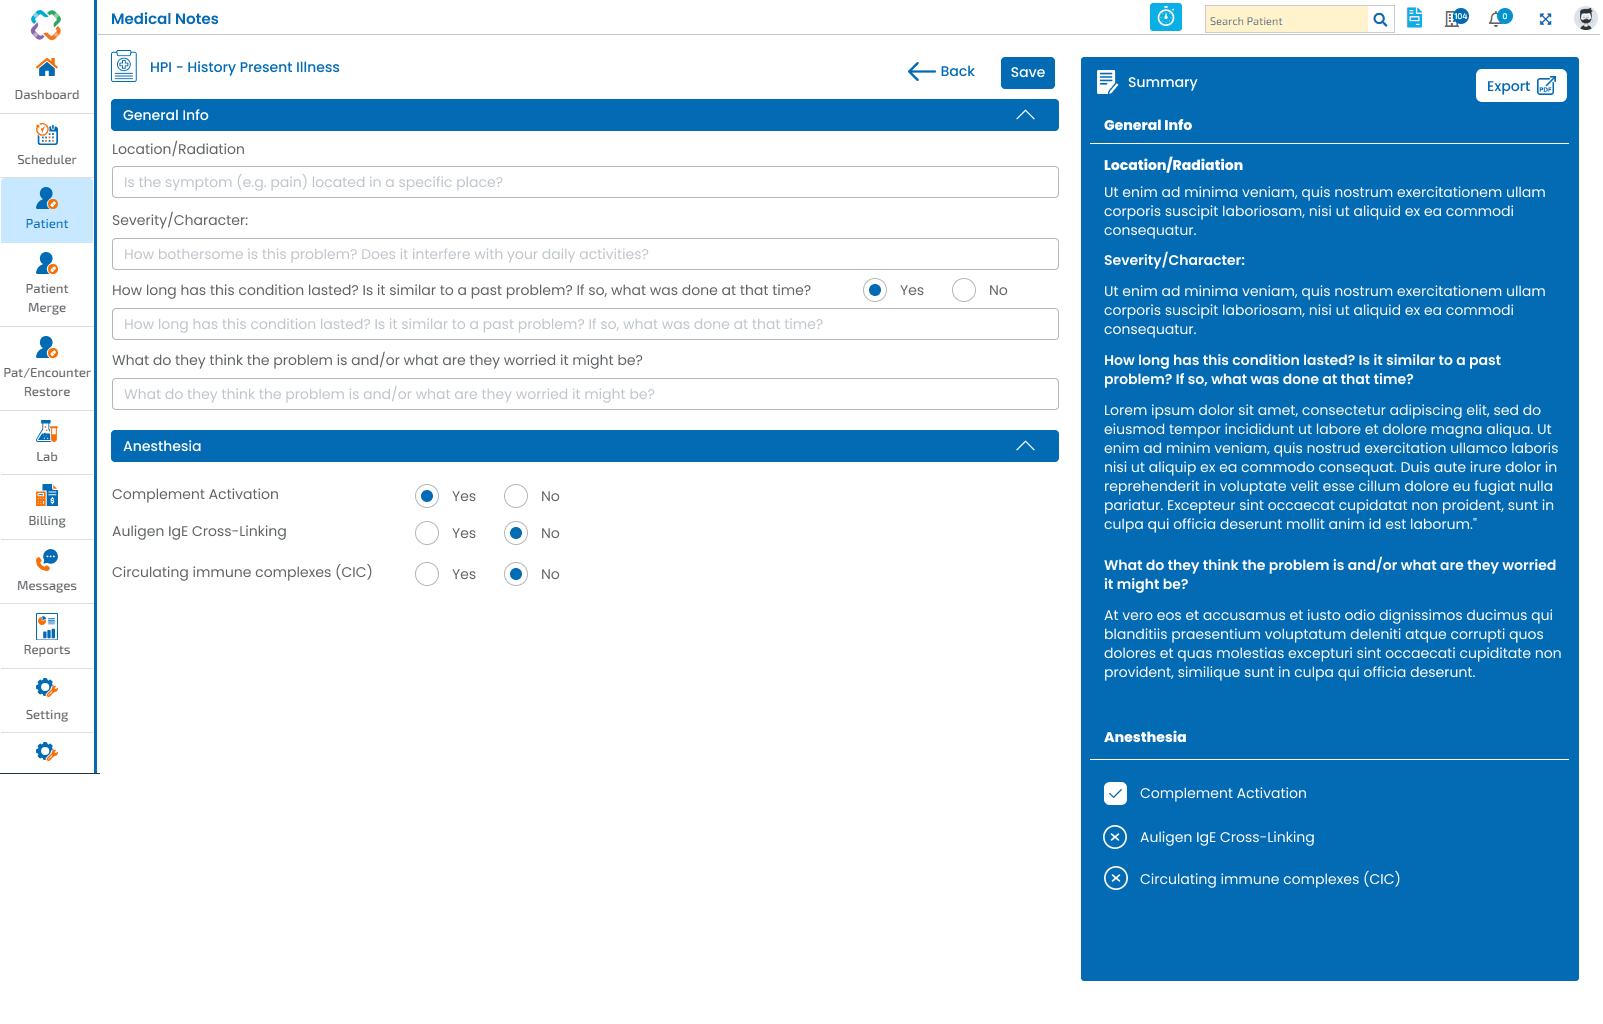 Medical Notes
Search Patient
104
0
Dashboard
Scheduler
Patient
Patient
Merge
Pat/Encounter
Restore
Lab
Billing
Messages
Reports
Setting
HPI - History Present Illness
Back
Save
General Info
Location/Radiation
Is the symptom (e.g. pain) located in a specific place?
Severity/Character:
How bothersome is this problem? Does it interfere with your daily activities?
How long has this condition lasted? Is it similar to a past problem? If so, what was done at that time?
Yes
No
How long has this condition lasted? Is it similar to a past problem? If so, what was done at that time?
What do they think the problem is and/or what are they worried it might be?
What do they think the problem is and/or what are they worried it might be?
Anesthesia
Complement Activation
Yes
No
Auligen IgE Cross-Linking
Yes
No
Circulating immune complexes (CIC)
Yes
No
Summary
Export
PDF
General Info
Location/Radiation
Ut enim ad minima veniam, quis nostrum exercitationem ullam
corporis suscipit laboriosam, nisi ut aliquid ex ea commodi
consequatur.
Severity/Character:
Ut enim ad minima veniam, quis nostrum exercitationem ullam
corporis suscipit laboriosam, nisi ut aliquid ex ea commodi
consequatur.
How long has this condition lasted? Is it similar to a past
problem? If so, what was done at that time?
Lorem ipsum dolor sit amet, consectetur adipiscing elit, sed do
eiusmod tempor incididunt ut labore et dolore magna aliqua. Ut
enim ad minim veniam, quis nostrud exercitation ullamco laboris
nisi ut aliquip ex ea commodo consequat. Duis aute irure dolor in
reprehenderit in voluptate velit esse cillum dolore eu fugiat nulla
pariatur. Excepteur sint occaecat cupidatat non proident, sunt in
culpa qui officia deserunt mollit anim id est laborum."
What do they think the problem is and/or what are they worried
it might be?
At vero eos et accusamus et iusto odio dignissimos ducimus qui
blanditiis praesentium voluptatum deleniti atque corrupti quos
dolores et quas molestias excepturi sint occaecati cupiditate non
provident, similique sunt in culpa qui officia deserunt.
Anesthesia
Complement Activation
Auligen IgE Cross-Linking
Circulating immune complexes (CIC)